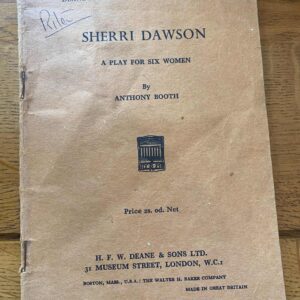 Rita
SHERRI DAWSON
A PLAY FOR SIX WOMEN
By
ANTHONY BOOTH
Price 2s. od. Net
H. F. W. DEANE & SONS LTD.
31 MUSEUM STREET, LONDON, W.C.1
BOSTON, MASS., U.S.A.: THE WALTER H. BAKER COMPANY
MADE IN GREAT BRITAIN